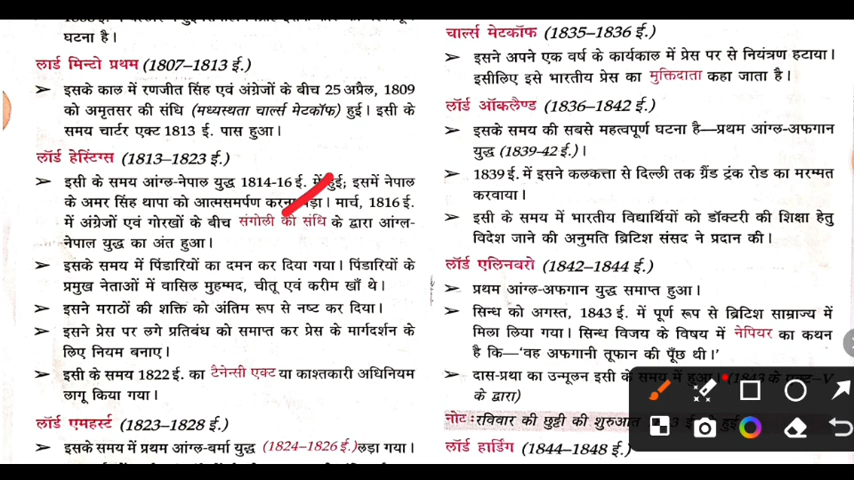 घटना है।
लार्ड मिन्टो प्रथम (1807–1813 ई.)
➤ इसके काल में रणजीत सिंह एवं अंग्रेजों के बीच 25 अप्रैल, 1809
को अमृतसर की संधि (मध्यस्थता चार्ल्स मेटकॉफ) हुई। इसी के
समय चार्टर एक्ट 1813 ई. पास हुआ।
लॉर्ड हेस्टिंग्स (1813–1823 ई.)
➤ इसी के समय आंग्ल-नेपाल युद्ध 1814-16 ई. में हुई; इसमें नेपाल
के अमर सिंह थापा को आत्मसमर्पण करना पड़ा। मार्च, 1816 ई.
में अंग्रेजों एवं गोरखों के बीच संगोली की संधि के द्वारा आंग्ल-
नेपाल युद्ध का अंत हुआ।
➤ इसके समय में पिंडारियों का दमन कर दिया गया। पिंडारियों के
प्रमुख नेताओं में वासिल मुहम्मद, चीतू एवं करीम खाँ थे।
➤ इसने मराठों की शक्ति को अंतिम रूप से नष्ट कर दिया।
➤ इसने प्रेस पर लगे प्रतिबंध को समाप्त कर प्रेस के मार्गदर्शन के
लिए नियम बनाए।
➤ इसी के समय 1822 ई. का टैनेन्सी एक्ट या काश्तकारी अधिनियम
लागू किया गया।
लॉर्ड एमहर्स्ट (1823–1828 ई.)
➤ इसके समय में प्रथम आंग्ल-वर्मा युद्ध (1824–1826 ई.) लड़ा गया।
चार्ल्स मेटकॉफ (1835–1836 ई.)
➤ इसने अपने एक वर्ष के कार्यकाल में प्रेस पर से नियंत्रण हटाया।
इसीलिए इसे भारतीय प्रेस का मुक्तिदाता कहा जाता है।
लॉर्ड ऑकलैण्ड (1836–1842 ई.)
➤ इसके समय की सबसे महत्वपूर्ण घटना है—प्रथम आंग्ल-अफगान
युद्ध (1839-42 ई.)।
➤ 1839 ई. में इसने कलकत्ता से दिल्ली तक ग्रैंड ट्रंक रोड का मरम्मत
करवाया।
➤ इसी के समय में भारतीय विद्यार्थियों को डॉक्टरी की शिक्षा हेतु
विदेश जाने की अनुमति ब्रिटिश संसद ने प्रदान की।
लॉर्ड एलिनबरो (1842–1844 ई.)
➤ प्रथम आंग्ल-अफगान युद्ध समाप्त हुआ।
➤ सिन्ध को अगस्त, 1843 ई. में पूर्ण रूप से ब्रिटिश साम्राज्य में
मिला लिया गया। सिन्ध विजय के विषय में नेपियर का कथन
है कि—'वह अफगानी तूफान की पूँछ थी।'
➤ दास-प्रथा का उन्मूलन इसी के समय में हुआ।
के द्वारा)
नोट : रविवार की छुट्टी की शुरुआत
लॉर्ड हार्डिंग (1844–1848 ई.)